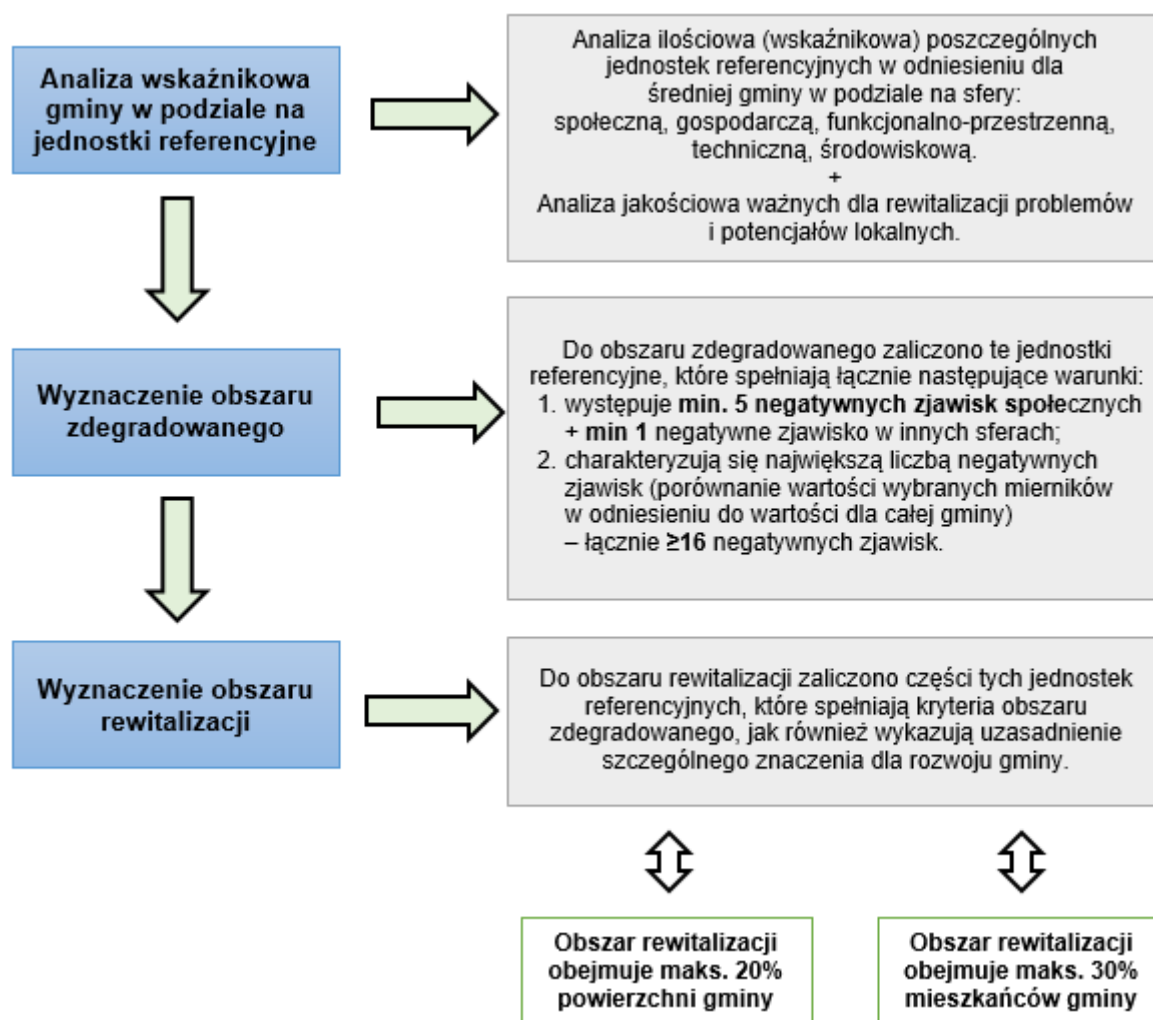 Analiza wskaźnikowa
gminy w podziale na
jednostki referencyjne
Analiza ilościowa (wskaźnikowa) poszczególnych
jednostek referencyjnych w odniesieniu dla
średniej gminy w podziale na sfery:
społeczną, gospodarczą, funkcjonalno-przestrzenną,
techniczną, środowiskową.
+
Analiza jakościowa ważnych dla rewitalizacji problemów
i potencjałów lokalnych.
Wyznaczenie obszaru
zdegradowanego
Do obszaru zdegradowanego zaliczono te jednostki
referencyjne, które spełniają łącznie następujące warunki:
1. występuje min. 5 negatywnych zjawisk społecznych
+ min 1 negatywne zjawisko w innych sferach;
2. charakteryzują się największą liczbą negatywnych
zjawisk (porównanie wartości wybranych mierników
w odniesieniu do wartości dla całej gminy)
– łącznie ≥16 negatywnych zjawisk.
Wyznaczenie obszaru
rewitalizacji
Do obszaru rewitalizacji zaliczono części tych jednostek
referencyjnych, które spełniają kryteria obszaru
zdegradowanego, jak również wykazują uzasadnienie
szczególnego znaczenia dla rozwoju gminy.
Obszar rewitalizacji
obejmuje maks. 20%
powierzchni gminy
Obszar rewitalizacji
obejmuje maks. 30%
mieszkańców gminy